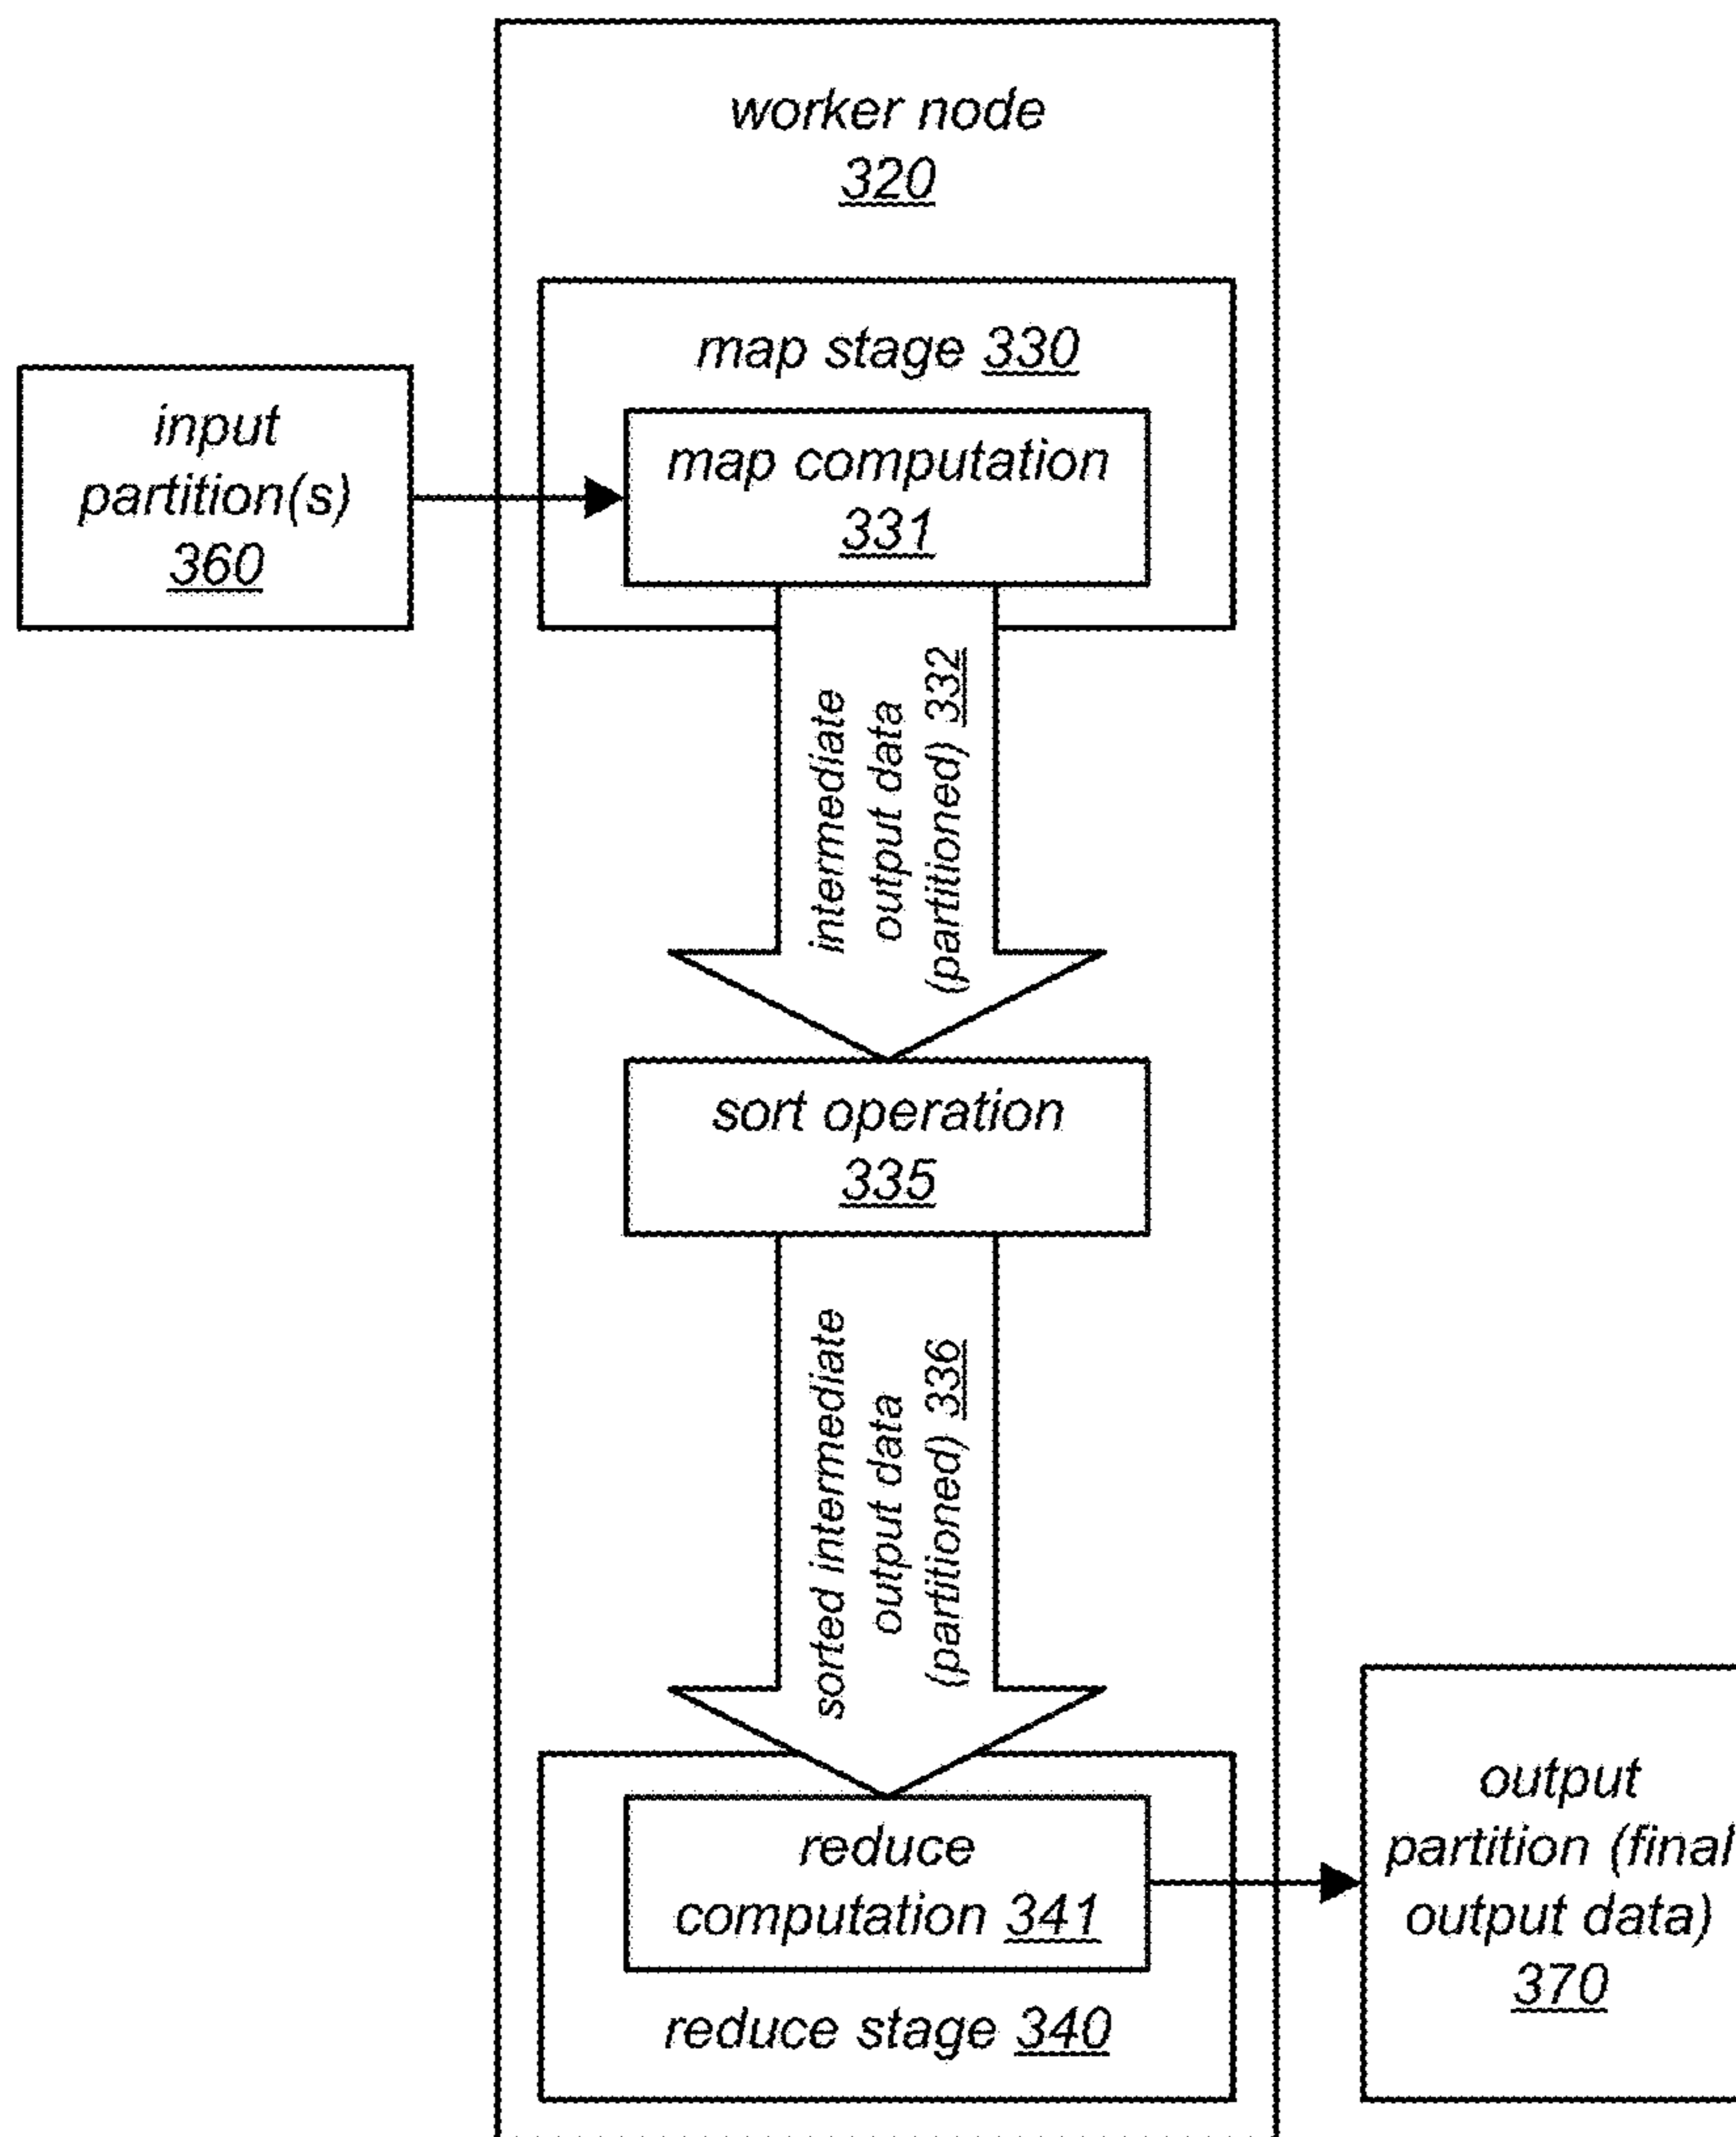 worker node
320
map stage 330
input
partition(s)
360
map computation
331
intermediate
output data
(partitioned) 332
sort operation
335
sorted intermediate
output data
(partitioned) 336
reduce
computation 341
reduce stage 340
output
partition (final
output data)
370